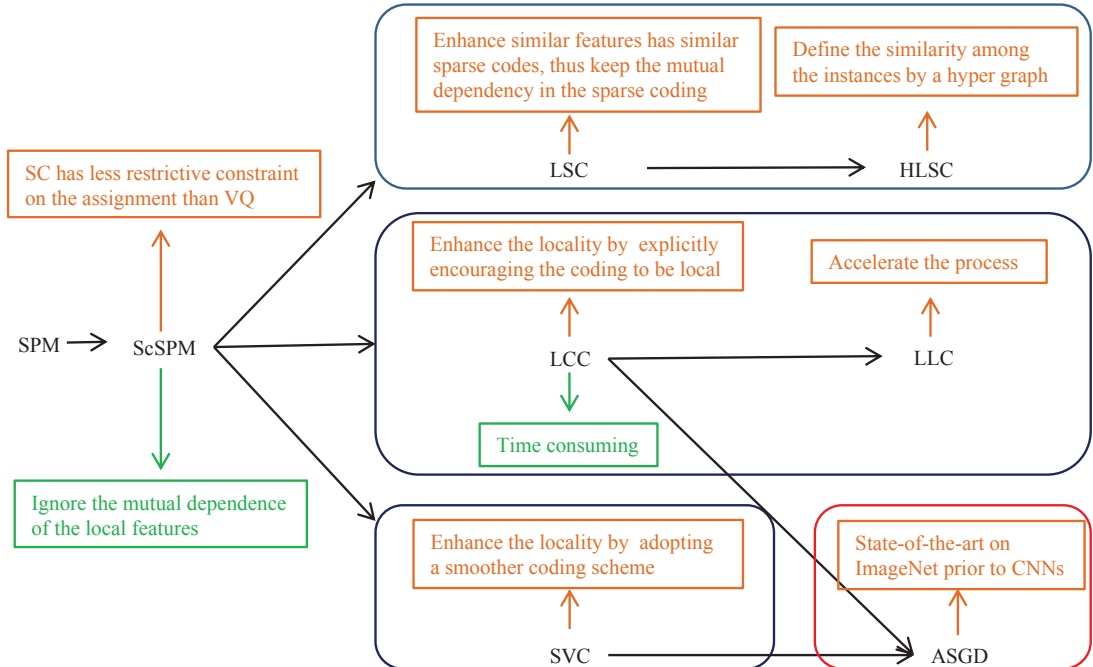 Enhance similar features has similar
sparse codes, thus keep the mutual
dependency in the sparse coding
Define the similarity among
the instances by a hyper graph
LSC
HLSC
SC has less restrictive constraint
on the assignment than VQ
Enhance the locality by explicitly
encouraging the coding to be local
Accelerate the process
SPM
ScSPM
LCC
LLC
Time consuming
Ignore the mutual dependence
of the local features
Enhance the locality by adopting
a smoother coding scheme
State-of-the-art on
ImageNet prior to CNNs
SVC
ASGD